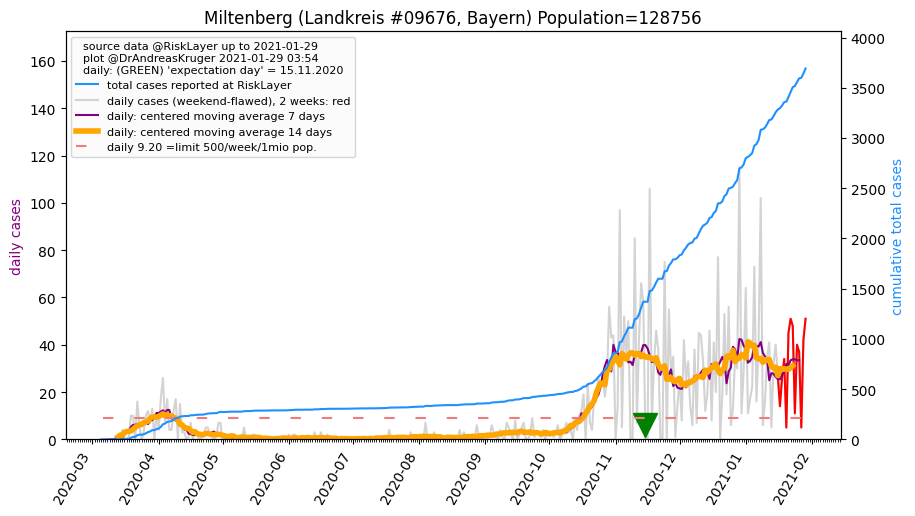 Miltenberg (Landkreis #09676, Bayern) Population=128756
source data @RiskLayer up to 2021-01-29
plot @DrAndreasKruger 2021-01-29 03:54
daily: (GREEN) 'expectation day' = 15.11.2020
total cases reported at RiskLayer
daily cases (weekend-flawed), 2 weeks: red
daily: centered moving average 7 days
daily: centered moving average 14 days
daily 9.20 =limit 500/week/1mio pop.
daily cases
160
140
120
100
80
60
40
20
0
cumulative total cases
4000
3500
3000
2500
2000
1500
1000
500
0
2020-03
2020-04
2020-05
2020-06
2020-07
2020-08
2020-09
2020-10
2020-11
2020-12
2021-01
2021-02